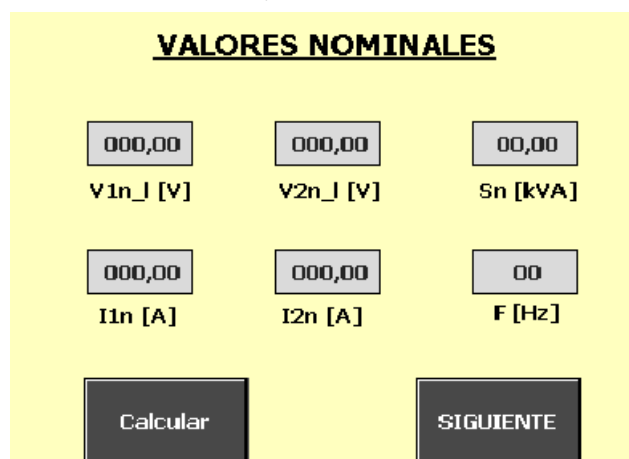 VALORES NOMINALES
000,00 000,00 00,00
V1n_l [V] V2n_l [V] Sn [kVA]
000,00 000,00 00
I1n [A] I2n [A] F [Hz]
Calcular SIGUIENTE